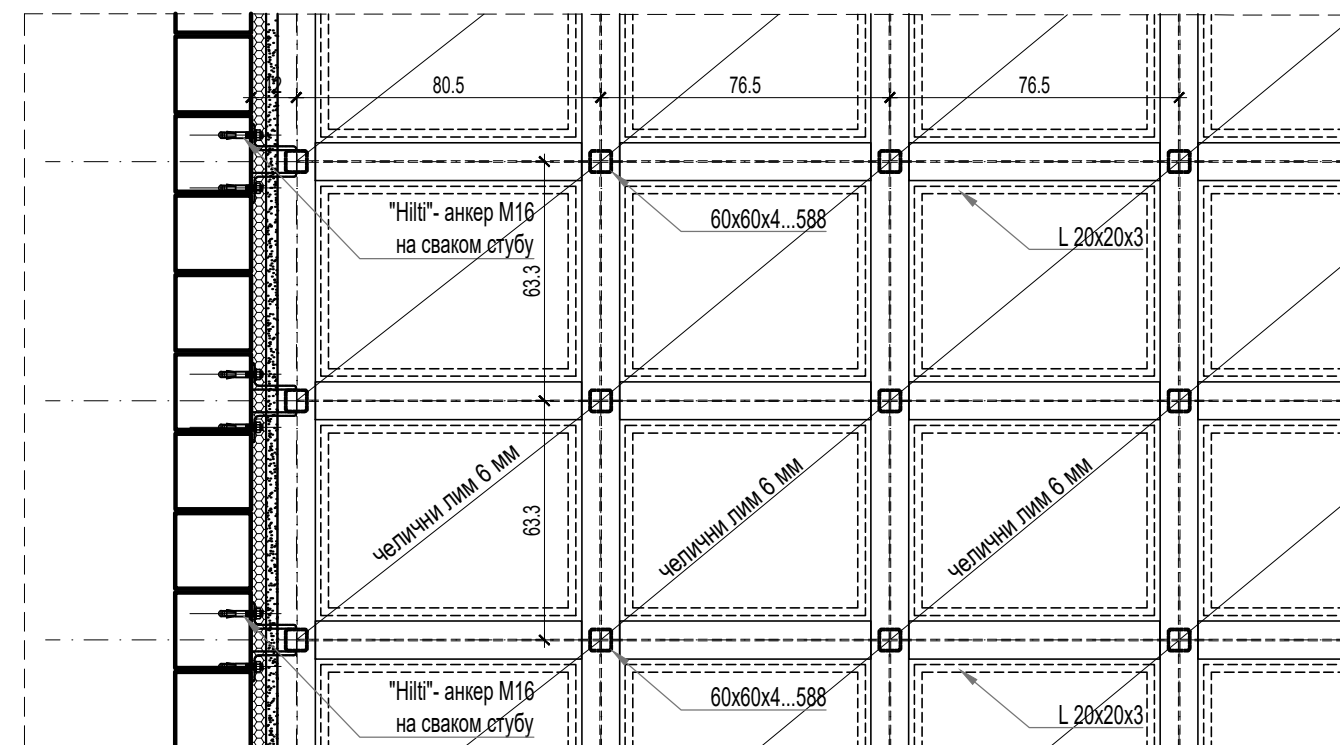 80.5
76.5
76.5
"Hilti"- анкер М16
на сваком стубу
60x60x4...588
L 20x20x3
63.3
63.3
челични лим 6 мм
челични лим 6 мм
челични лим 6 мм
"Hilti"- анкер М16
на сваком стубу
60x60x4...588
L 20x20x3